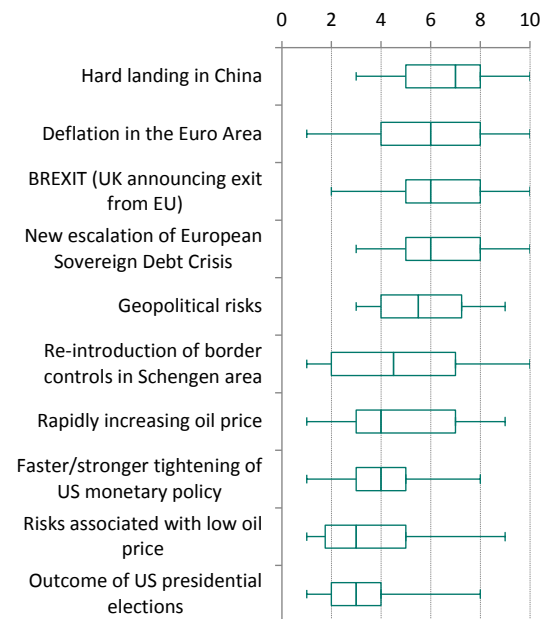 0 2 4 6 8 10
Hard landing in China
Deflation in the Euro Area
BREXIT (UK announcing exit
from EU)
New escalation of European
Sovereign Debt Crisis
Geopolitical risks
Re-introduction of border
controls in Schengen area
Rapidly increasing oil price
Faster/stronger tightening of
US monetary policy
Risks associated with low oil
price
Outcome of US presidential
elections